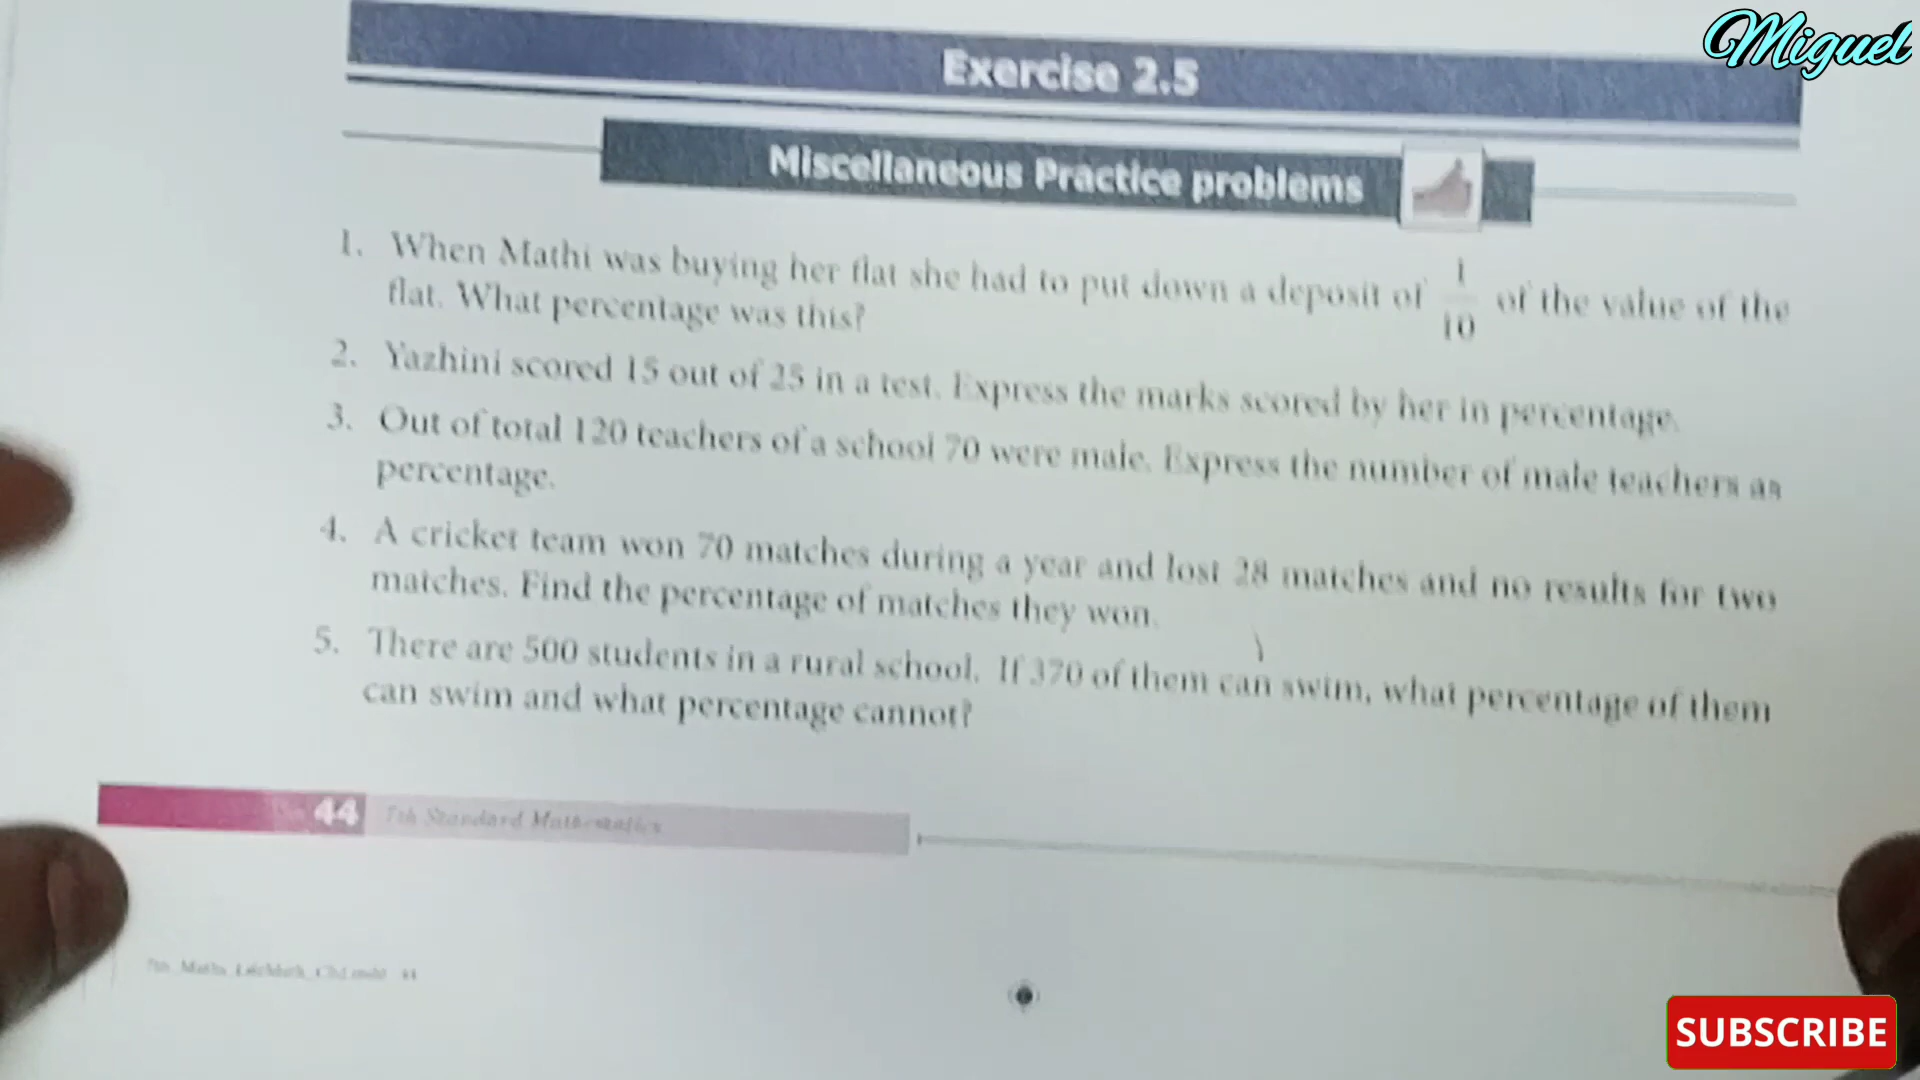 Miguel
Exercise 2.5
Miscellaneous Practice problems
1. When Mathi was buying her flat she had to put down a deposit of 1/10 of the value of the
flat. What percentage was this?
2. Yazhini scored 15 out of 25 in a test. Express the marks scored by her in percentage.
3. Out of total 120 teachers of a school 70 were male. Express the number of male teachers as
percentage.
4. A cricket team won 70 matches during a year and lost 28 matches and no results for two
matches. Find the percentage of matches they won.
5. There are 500 students in a rural school. If 370 of them can swim, what percentage of them
can swim and what percentage cannot?
44 7th Standard Mathematics
7th Maths
SUBSCRIBE